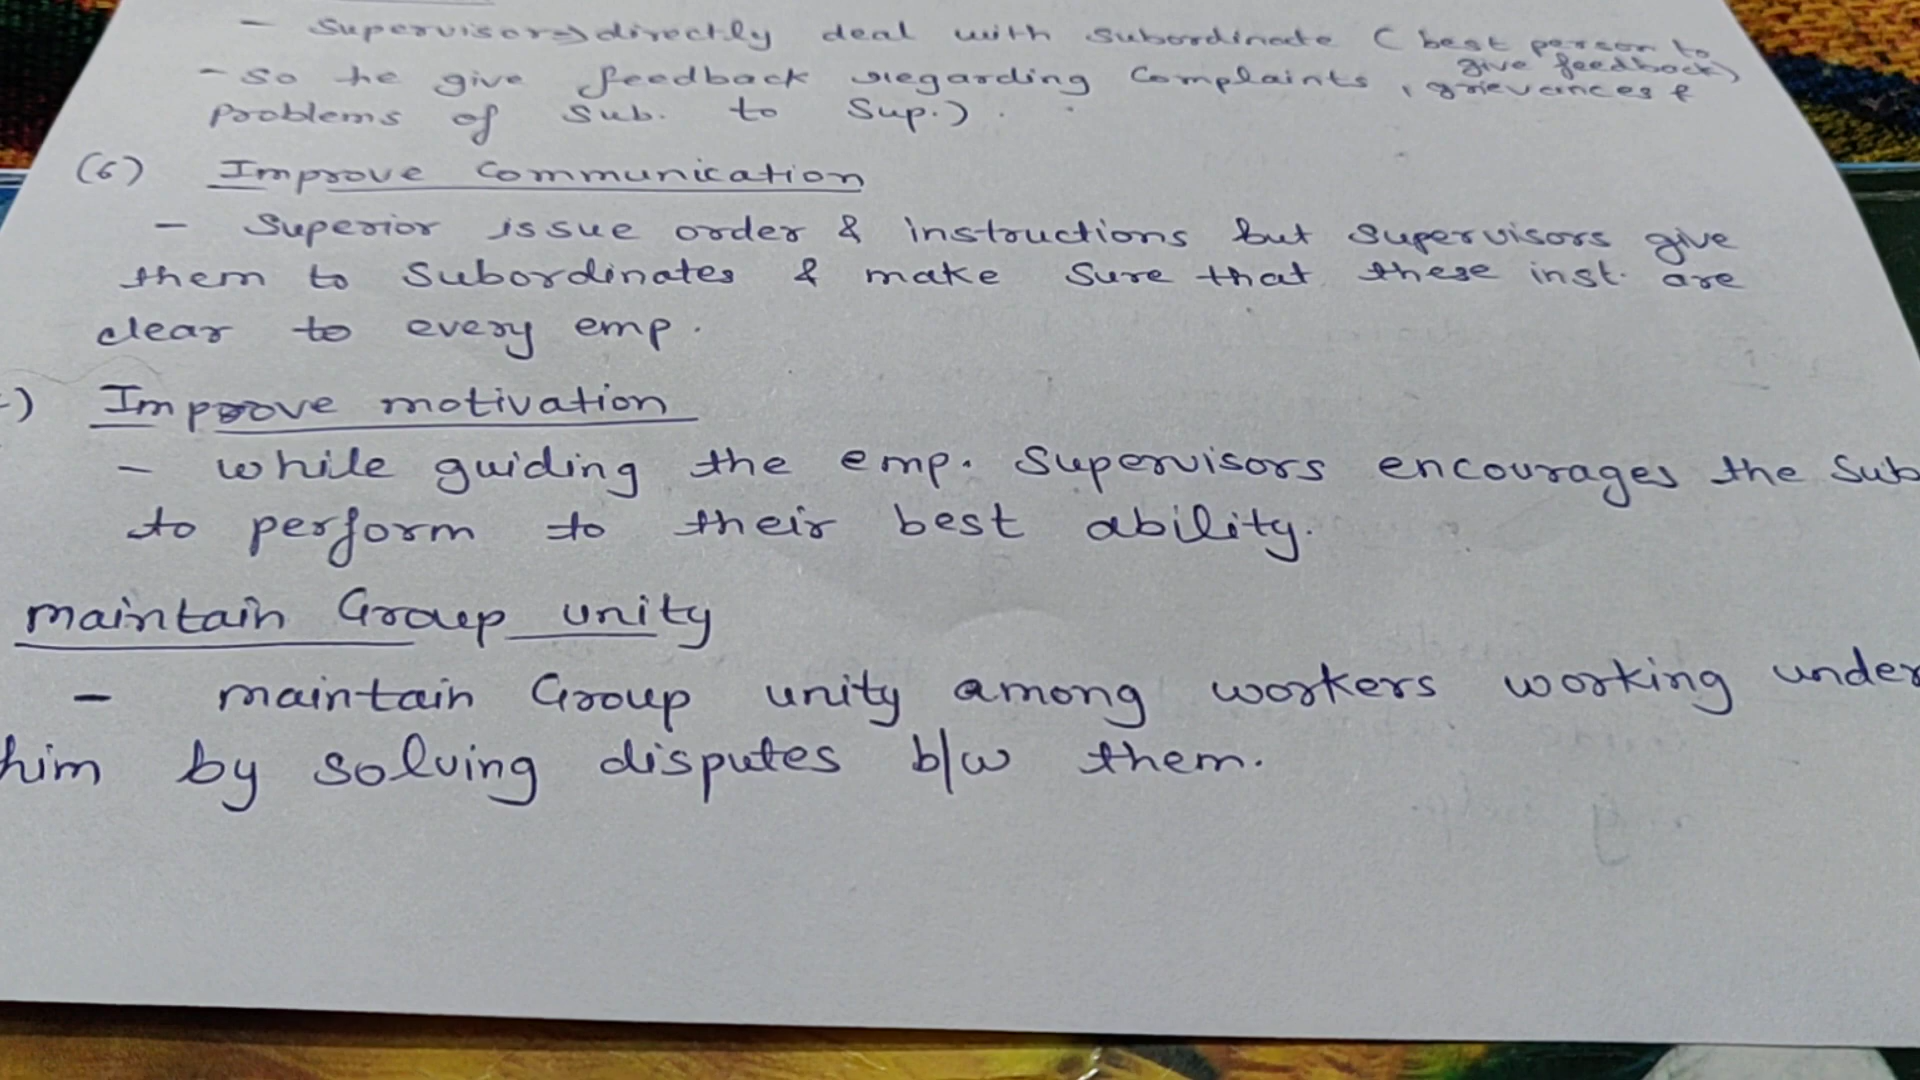 - Supervisors → directly deal with subordinate ( best person to
give feedback)
- so he give feedback regarding Complaints , grievances &
problems of Sub. to Sup.) .
(6) Improve Communication
- Superior issue order & instructions but supervisors give
them to Subordinates & make Sure that these inst. are
clear to every emp.
) Improve motivation
- while guiding the emp. Supervisors encourages the Sub
to perform to their best ability.
maintain Group unity
- maintain Group unity among workers working under
him by solving disputes b/w them.